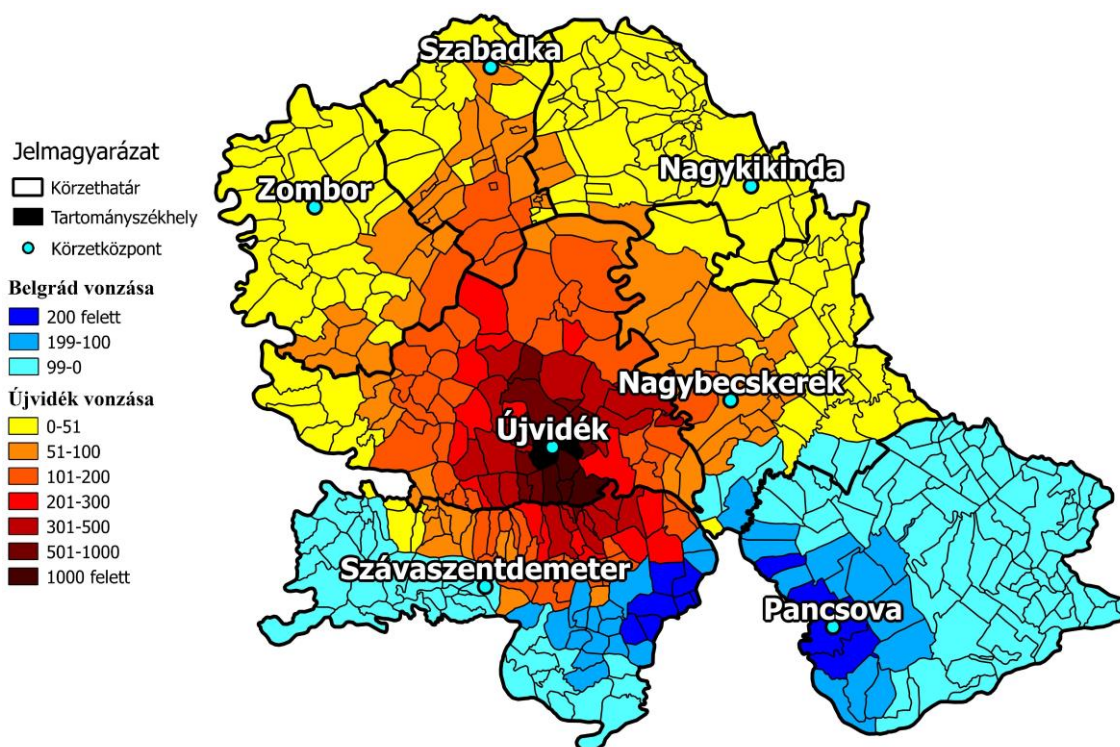 Jelmagyarázat
Körzethatár
Tartományszékhely
Körzetközpont
Belgrád vonzása
200 felett
199-100
99-0
Újvidék vonzása
0-51
51-100
101-200
201-300
301-500
501-1000
1000 felett
Szabadka
Zombor
Nagykikinda
Nagybecskerek
Újvidék
Szávaszentdemeter
Pancsova